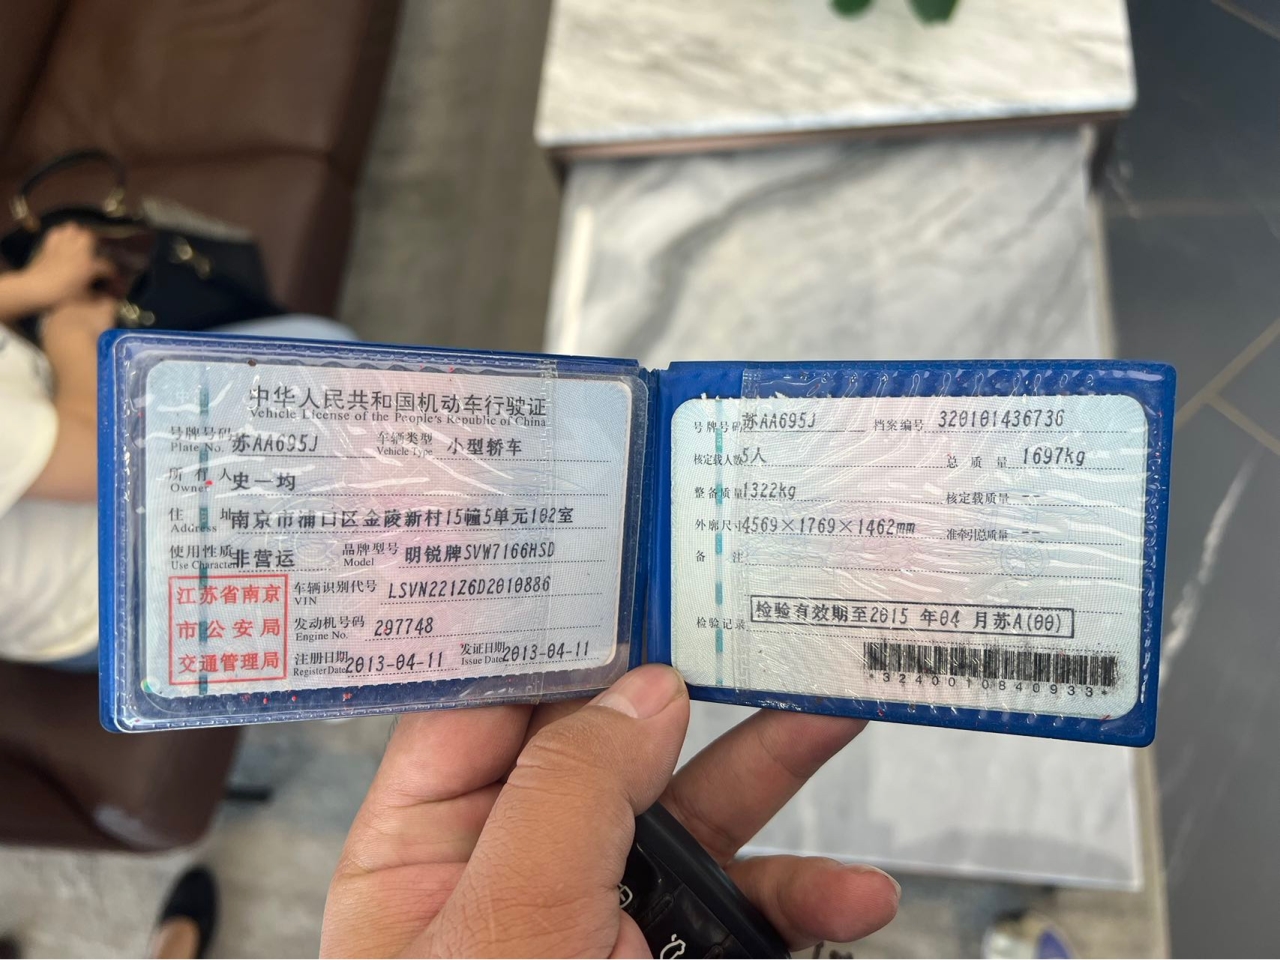 中华人民共和国机动车行驶证
Vehicle License of the People's Republic of China
号牌号码 苏AA695J 车辆类型 小型轿车
Plate No. Vehicle Type
所有人 史一均
Owner
住址 南京市浦口区金陵新村15幢5单元102室
Address
使用性质 非营运 品牌型号 明锐牌SVW7166HSD
Use Character Model
江苏省南京
市公安局
交通管理局
车辆识别代号 LSVN221Z6D2010886
VIN
发动机号码 297748
Engine No.
注册日期 2013-04-11 发证日期 2013-04-11
Register Date Issue Date
号牌号码 苏AA695J 档案编号 320101436736
核定载人数 5人 总质量 1697kg
整备质量 1322kg 核定载质量 --
外廓尺寸 4569×1769×1462mm 准牵引总质量 --
备注
检验记录 检验有效期至2015 年04 月苏A(00)
*3240010840933*